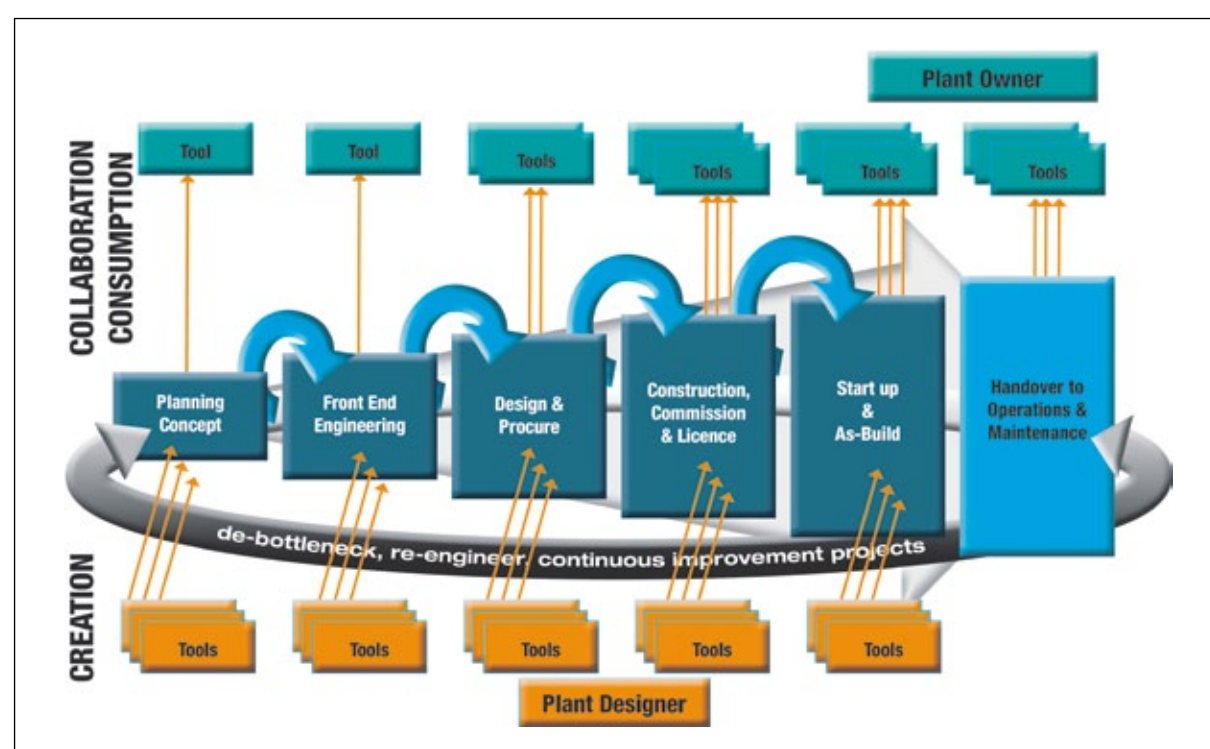 Plant Owner
COLLABORATION
CONSUMPTION
Tool
Tool
Tools
Tools
Tools
Tools
Planning
Concept
Front End
Engineering
Design &
Procure
Construction,
Commission
& Licence
Start up
&
As-Build
Handover to
Operations &
Maintenance
de-bottleneck, re-engineer, continuous improvement projects
CREATION
Tools
Tools
Tools
Tools
Tools
Plant Designer